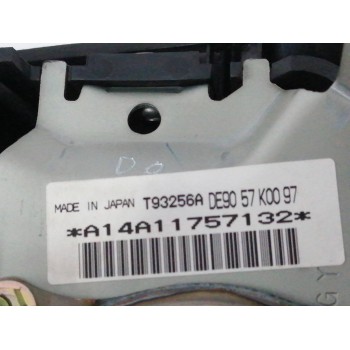 MADE IN JAPAN T93256A DE90 57 K00 97
*A14A11757132*